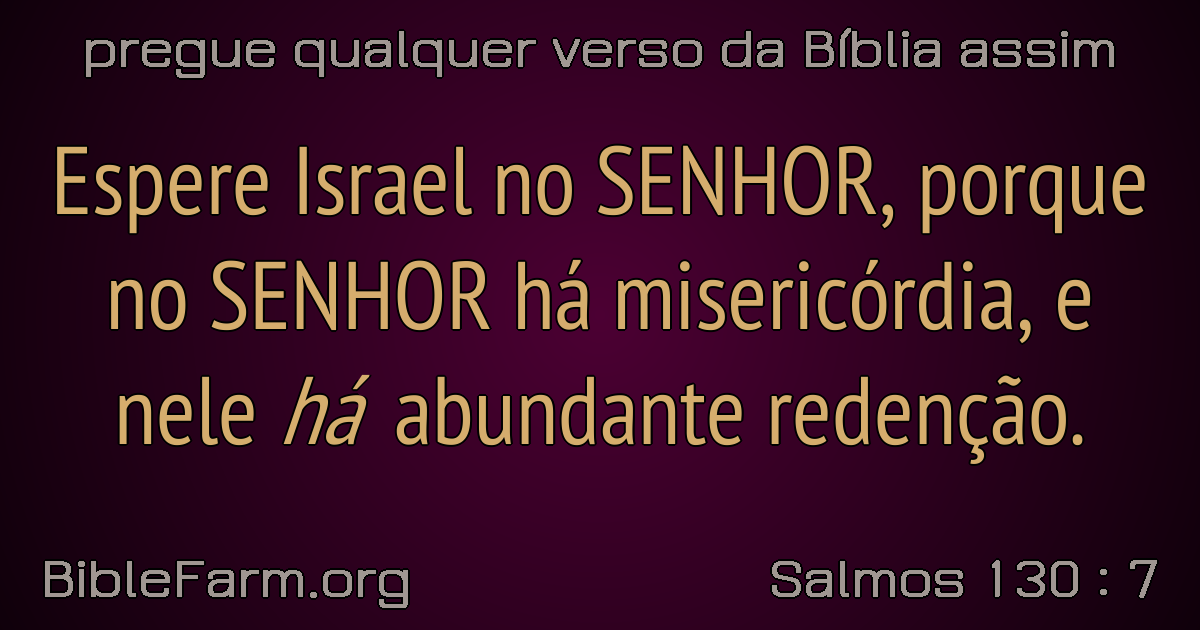 pregue qualquer verso da Bíblia assim
Espere Israel no SENHOR, porque
no SENHOR há misericórdia, e
nele há abundante redenção.
BibleFarm.org
Salmos 130 : 7